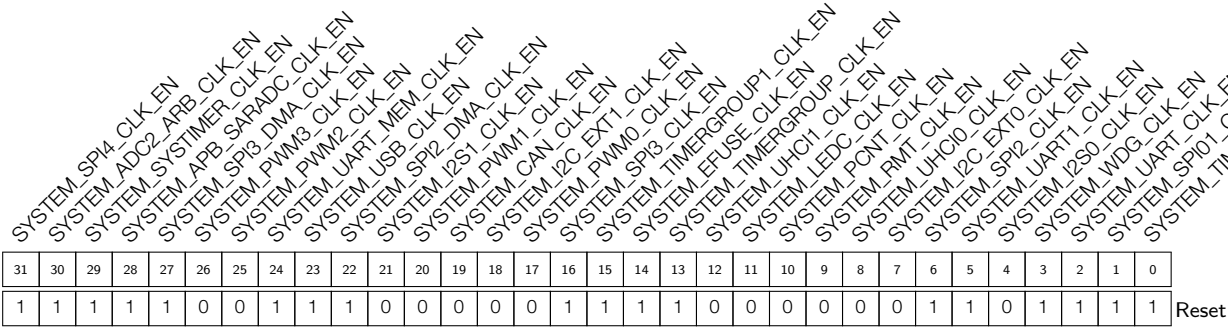 SYSTEM_SPI4_CLK_EN
SYSTEM_ADC2_ARB_CLK_EN
SYSTEM_SYSTIMER_CLK_EN
SYSTEM_APB_SARADC_CLK_EN
SYSTEM_SPI3_DMA_CLK_EN
SYSTEM_PWM3_CLK_EN
SYSTEM_PWM2_CLK_EN
SYSTEM_UART_MEM_CLK_EN
SYSTEM_USB_CLK_EN
SYSTEM_SPI2_DMA_CLK_EN
SYSTEM_I2S1_CLK_EN
SYSTEM_PWM1_CLK_EN
SYSTEM_CAN_CLK_EN
SYSTEM_I2C_EXT1_CLK_EN
SYSTEM_PWM0_CLK_EN
SYSTEM_SPI3_CLK_EN
SYSTEM_TIMERGROUP1_CLK_EN
SYSTEM_EFUSE_CLK_EN
SYSTEM_TIMERGROUP_CLK_EN
SYSTEM_UHCI1_CLK_EN
SYSTEM_LEDC_CLK_EN
SYSTEM_PCNT_CLK_EN
SYSTEM_RMT_CLK_EN
SYSTEM_UHCI0_CLK_EN
SYSTEM_I2C_EXT0_CLK_EN
SYSTEM_SPI2_CLK_EN
SYSTEM_UART1_CLK_EN
SYSTEM_I2S0_CLK_EN
SYSTEM_WDG_CLK_EN
SYSTEM_UART_CLK_E
SYSTEM_SPI01_C
SYSTEM_TI
31 30 29 28 27 26 25 24 23 22 21 20 19 18 17 16 15 14 13 12 11 10 9 8 7 6 5 4 3 2 1 0
1 1 1 1 1 0 0 1 1 1 0 0 0 0 0 1 1 1 1 0 0 0 0 0 0 1 1 0 1 1 1 1 Reset